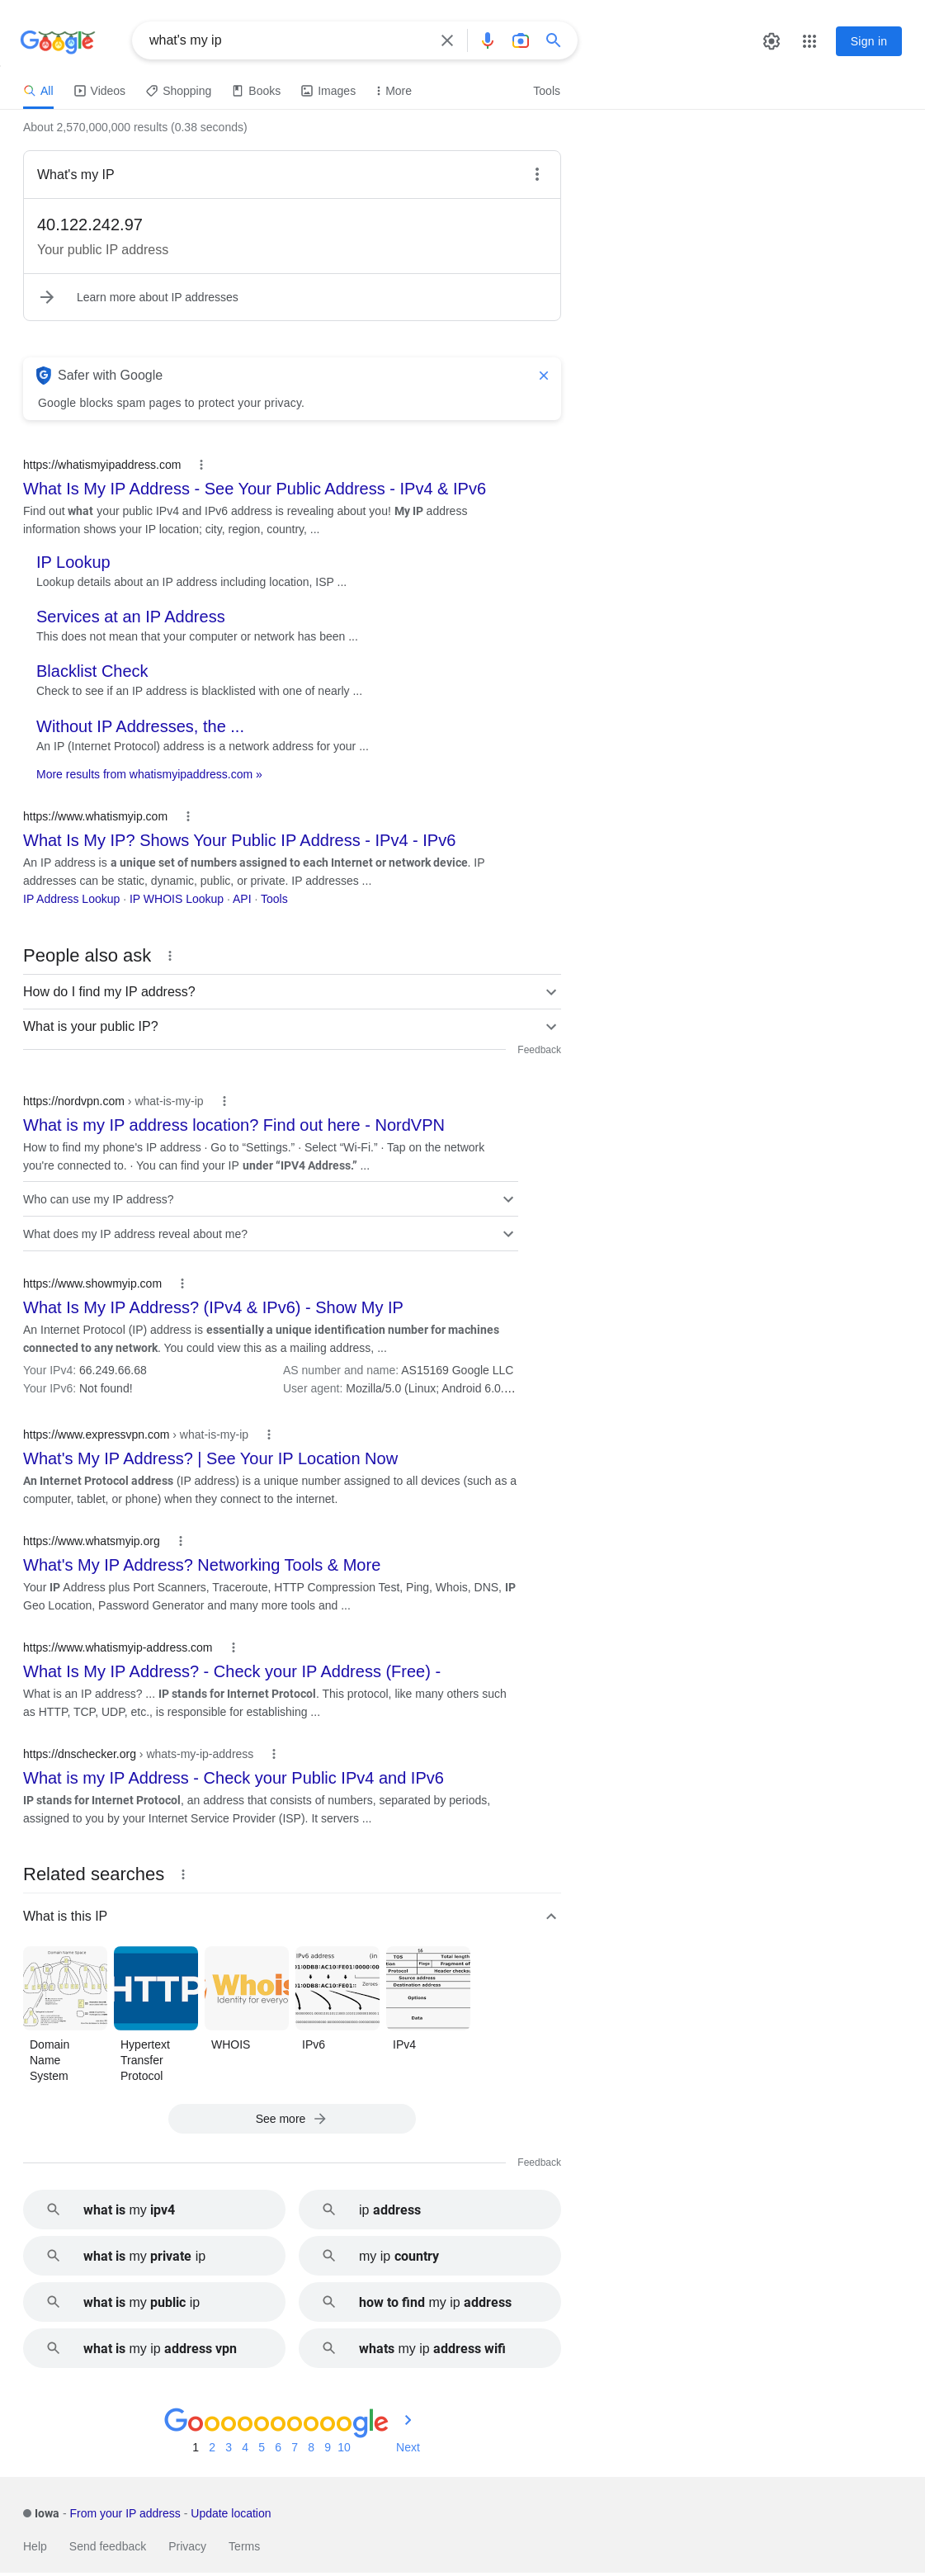 Google
what's my ip
Sign in
All
Videos
Shopping
Books
Images
More
Tools
About 2,570,000,000 results (0.38 seconds)
What's my IP
40.122.242.97
Your public IP address
Learn more about IP addresses
Safer with Google
Google blocks spam pages to protect your privacy.
https://whatismyipaddress.com
What Is My IP Address - See Your Public Address - IPv4 & IPv6
Find out what your public IPv4 and IPv6 address is revealing about you! My IP address
information shows your IP location; city, region, country, ...
IP Lookup
Lookup details about an IP address including location, ISP ...
Services at an IP Address
This does not mean that your computer or network has been ...
Blacklist Check
Check to see if an IP address is blacklisted with one of nearly ...
Without IP Addresses, the ...
An IP (Internet Protocol) address is a network address for your ...
More results from whatismyipaddress.com »
https://www.whatismyip.com
What Is My IP? Shows Your Public IP Address - IPv4 - IPv6
An IP address is a unique set of numbers assigned to each Internet or network device. IP
addresses can be static, dynamic, public, or private. IP addresses ...
IP Address Lookup · IP WHOIS Lookup · API · Tools
People also ask
How do I find my IP address?
What is your public IP?
Feedback
https://nordvpn.com › what-is-my-ip
What is my IP address location? Find out here - NordVPN
How to find my phone's IP address · Go to “Settings.” · Select “Wi-Fi.” · Tap on the network
you're connected to. · You can find your IP under “IPV4 Address.” ...
Who can use my IP address?
What does my IP address reveal about me?
https://www.showmyip.com
What Is My IP Address? (IPv4 & IPv6) - Show My IP
An Internet Protocol (IP) address is essentially a unique identification number for machines
connected to any network. You could view this as a mailing address, ...
Your IPv4: 66.249.66.68
AS number and name: AS15169 Google LLC
Your IPv6: Not found!
User agent: Mozilla/5.0 (Linux; Android 6.0.…
https://www.expressvpn.com › what-is-my-ip
What's My IP Address? | See Your IP Location Now
An Internet Protocol address (IP address) is a unique number assigned to all devices (such as a
computer, tablet, or phone) when they connect to the internet.
https://www.whatsmyip.org
What's My IP Address? Networking Tools & More
Your IP Address plus Port Scanners, Traceroute, HTTP Compression Test, Ping, Whois, DNS, IP
Geo Location, Password Generator and many more tools and ...
https://www.whatismyip-address.com
What Is My IP Address? - Check your IP Address (Free) -
What is an IP address? ... IP stands for Internet Protocol. This protocol, like many others such
as HTTP, TCP, UDP, etc., is responsible for establishing ...
https://dnschecker.org › whats-my-ip-address
What is my IP Address - Check your Public IPv4 and IPv6
IP stands for Internet Protocol, an address that consists of numbers, separated by periods,
assigned to you by your Internet Service Provider (ISP). It servers ...
Related searches
What is this IP
Domain Name Space
HTTP
Whois
Identity for everyo
IPv6 address (in
Zeroes
16
TOS
Total length
Flags
Fragment of
Protocol
Header checksu
Source address
Destination address
Options
Data
Domain
Name
System
Hypertext
Transfer
Protocol
WHOIS
IPv6
IPv4
See more
Feedback
what is my ipv4
ip address
what is my private ip
my ip country
what is my public ip
how to find my ip address
what is my ip address vpn
whats my ip address wifi
Goooooooooogle
1 2 3 4 5 6 7 8 9 10 Next
Iowa - From your IP address - Update location
Help
Send feedback
Privacy
Terms